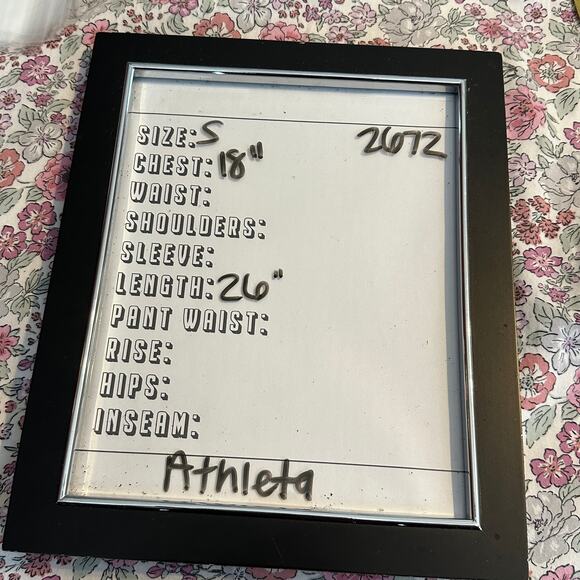 SIZE: S 2672
CHEST: 18"
WAIST:
SHOULDERS:
SLEEVE:
LENGTH: 26"
PANT WAIST:
RISE:
HIPS:
INSEAM:
Athleta